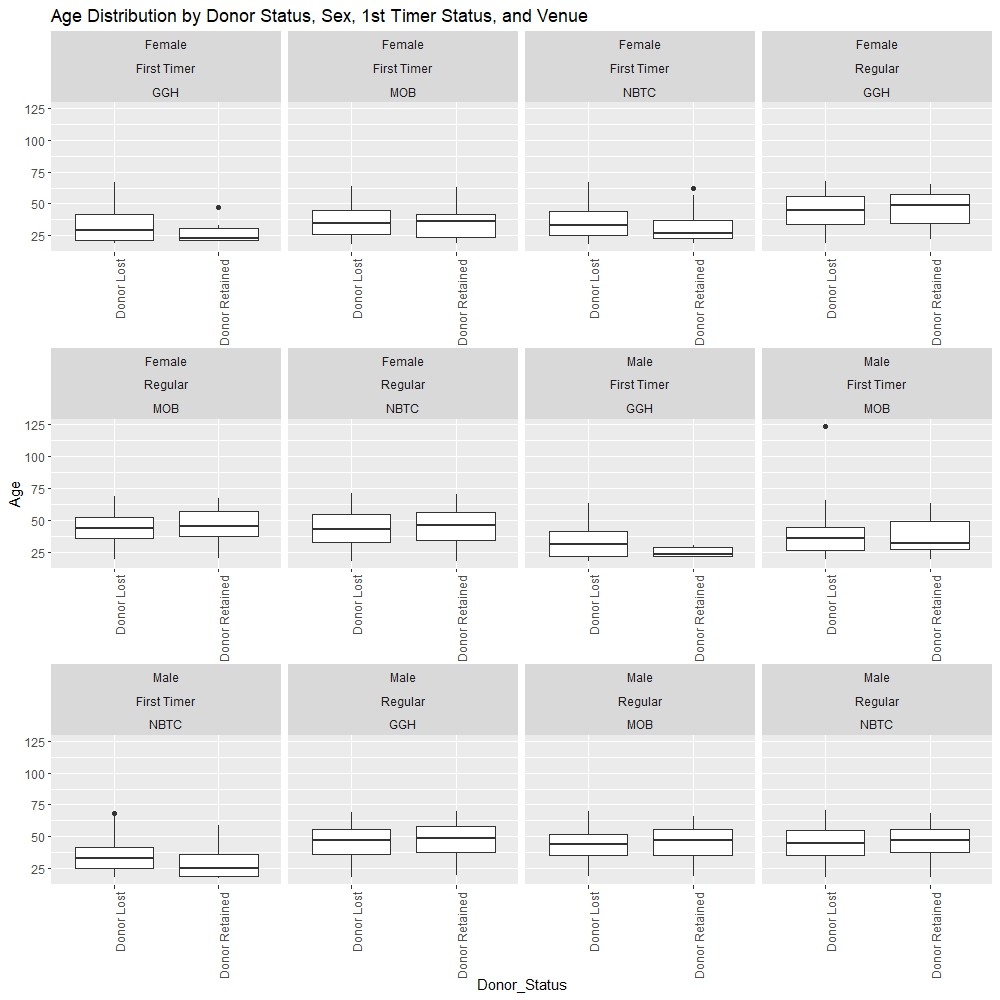 Age Distribution by Donor Status, Sex, 1st Timer Status, and Venue
Female
First Timer
GGH
Female
First Timer
MOB
Female
First Timer
NBTC
Female
Regular
GGH
125
100
75
50
25
Donor Lost
Donor Retained
Donor Lost
Donor Retained
Donor Lost
Donor Retained
Donor Lost
Donor Retained
Female
Regular
MOB
Female
Regular
NBTC
Male
First Timer
GGH
Male
First Timer
MOB
Age
125
100
75
50
25
Donor Lost
Donor Retained
Donor Lost
Donor Retained
Donor Lost
Donor Retained
Donor Lost
Donor Retained
Male
First Timer
NBTC
Male
Regular
GGH
Male
Regular
MOB
Male
Regular
NBTC
125
100
75
50
25
Donor Lost
Donor Retained
Donor Lost
Donor Retained
Donor Lost
Donor Retained
Donor Lost
Donor Retained
Donor_Status